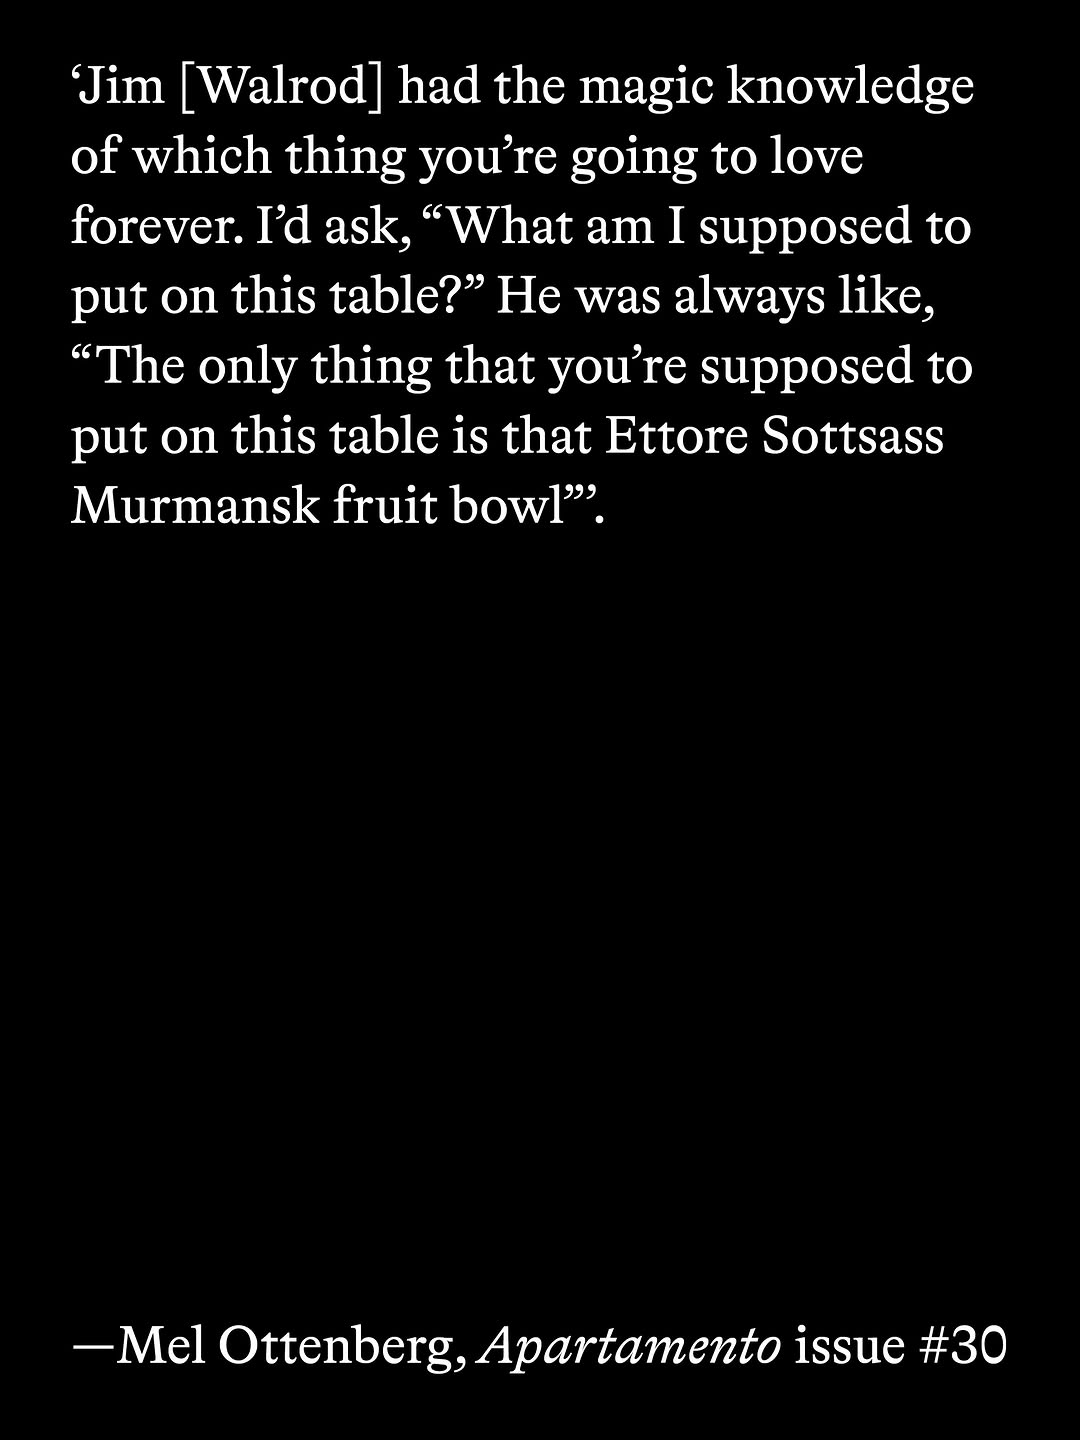 ‘Jim [Walrod] had the magic knowledge
of which thing you’re going to love
forever. I’d ask, “What am I supposed to
put on this table?” He was always like,
“The only thing that you’re supposed to
put on this table is that Ettore Sottsass
Murmansk fruit bowl”’.
—Mel Ottenberg, Apartamento issue #30